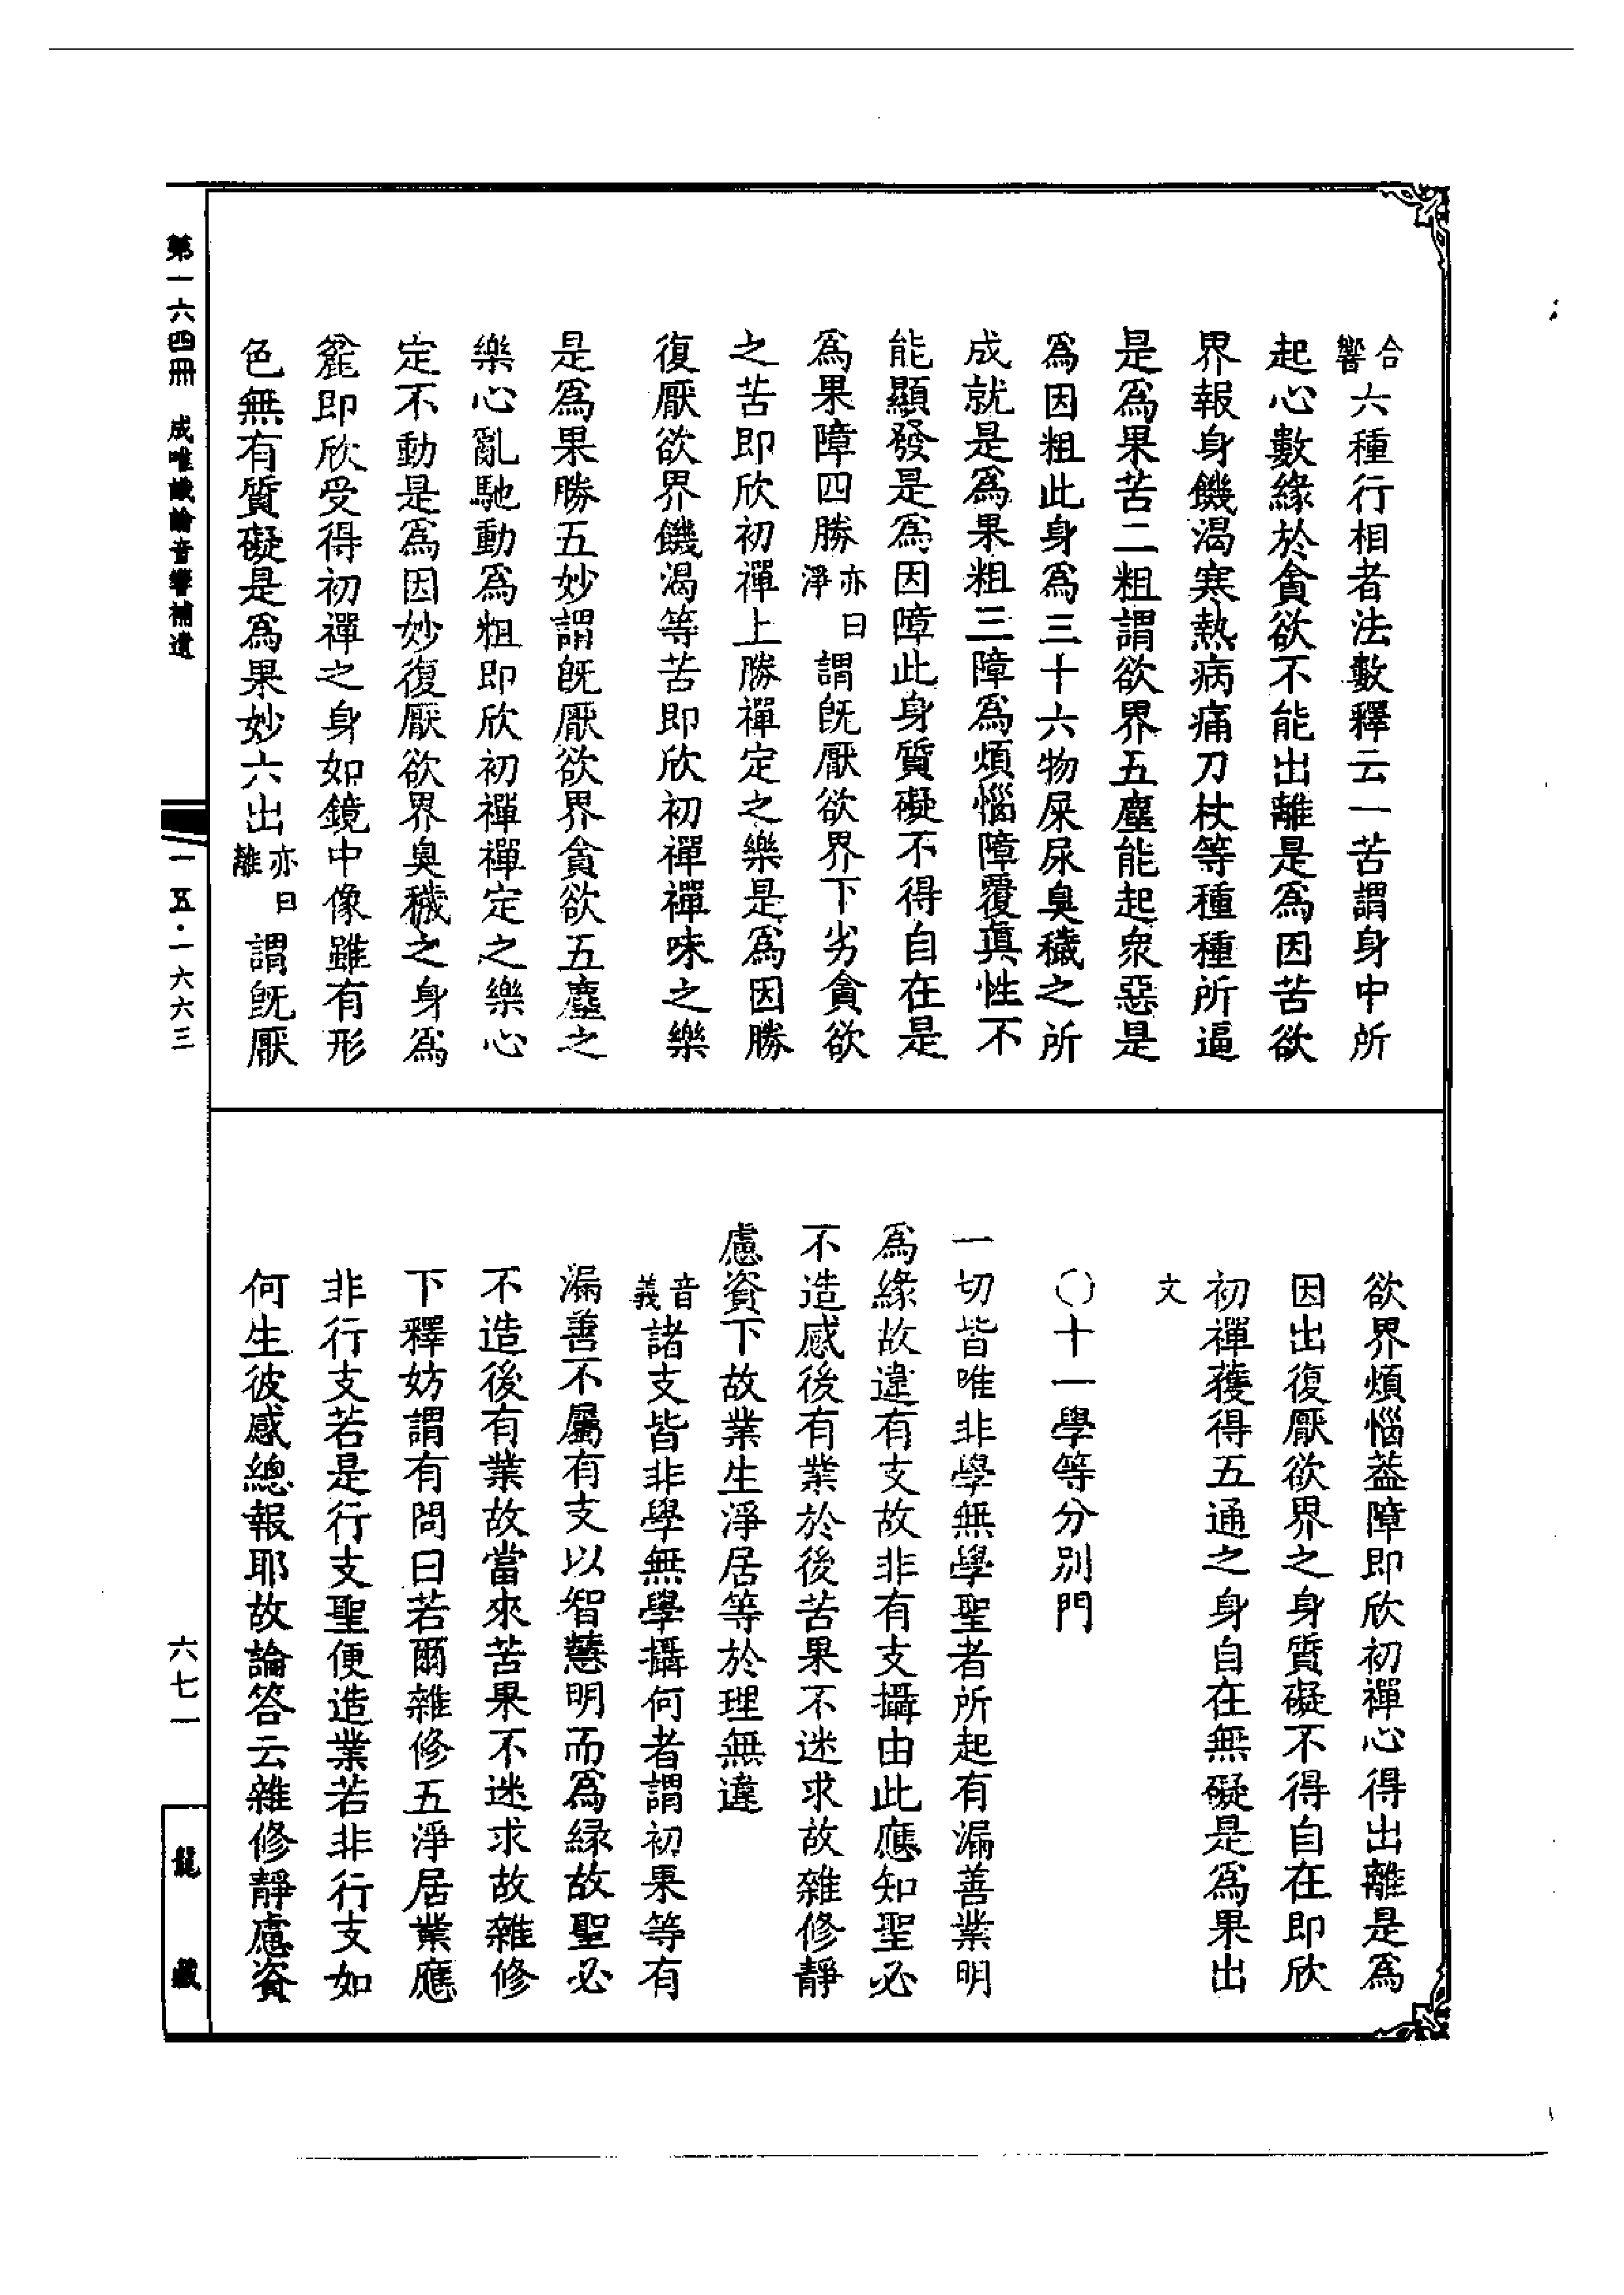 合響六種行相者法數釋云一苦謂身中所
起心數緣於貪欲不能出離是爲因苦欲
界報身饑渴寒熱病痛刀杖等種種所逼
是爲果苦二粗謂欲界五塵能起衆惡是
爲因粗此身爲三十六物屎尿臭穢之所
成就是爲果粗三障爲煩惱障覆眞性不
能顯發是爲因障此身質礙不得自在是
爲果障四勝亦曰淨謂旣厭欲界下劣貪欲
之苦即欣初禪上勝禪定之樂是爲因勝
復厭欲界饑渴等苦即欣初禪禪味之樂
是爲果勝五妙謂旣厭欲界貪欲五塵之
樂心亂馳動爲粗即欣初禪禪定之樂心
定不動是爲因妙復厭欲界臭穢之身爲
麄即欣受得初禪之身如鏡中像雖有形
色無有質礙是爲果妙六出亦曰離謂旣厭
欲界煩惱葢障即欣初禪心得出離是爲
因出復厭欲界之身質礙不得自在即欣
初禪獲得五通之身自在無礙是爲果出
文
〇十一學等分別門
一切皆唯非學無學聖者所起有漏善業明
爲緣故違有支故非有支攝由此應知聖必
不造感後有業於後苦果不迷求故雜修靜
慮資下故業生淨居等於理無違
音義諸支皆非學無學攝何者謂初果等有
漏善不屬有支以智慧明而爲緣故聖必
不造後有業故當來苦果不迷求故雜修
下釋妨謂有問曰若爾雜修五淨居業應
非行支若是行支聖便造業若非行支如
何生彼感總報耶故論答云雜修靜慮資
第一六四冊 成唯識論音響補遺
一五·一六六三
六七一
龍藏